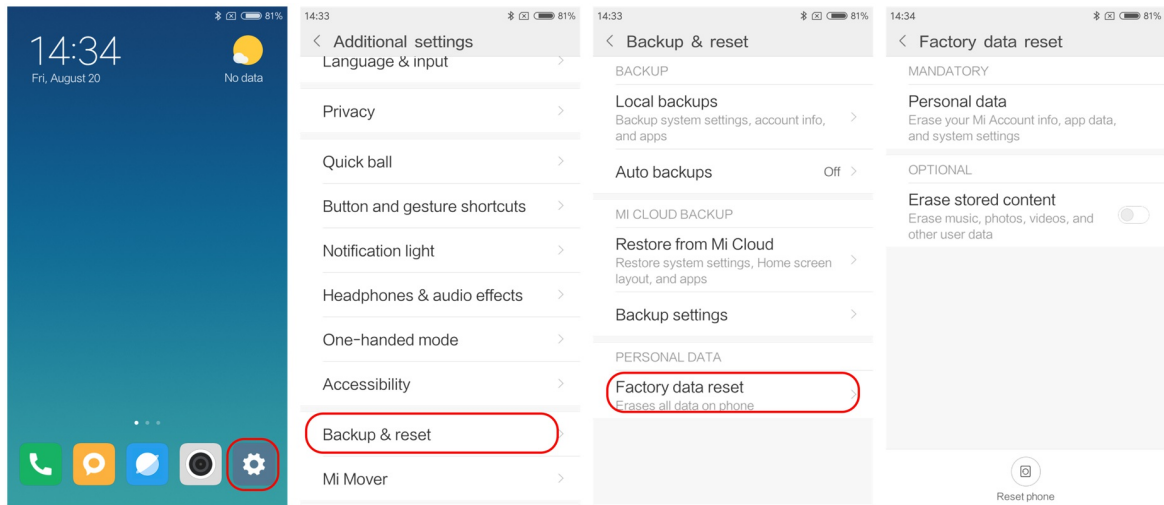 81%
14:34
Fri, August 20
No data
14:33
81%
Additional settings
Language & input
Privacy
Quick ball
Button and gesture shortcuts
Notification light
Headphones & audio effects
One-handed mode
Accessibility
Backup & reset
Mi Mover
14:33
81%
Backup & reset
BACKUP
Local backups
Backup system settings, account info,
and apps
Auto backups Off
MI CLOUD BACKUP
Restore from Mi Cloud
Restore system settings, Home screen
layout, and apps
Backup settings
PERSONAL DATA
Factory data reset
Erases all data on phone
14:34
81%
Factory data reset
MANDATORY
Personal data
Erase your Mi Account info, app data,
and system settings
OPTIONAL
Erase stored content
Erase music, photos, videos, and
other user data
Reset phone